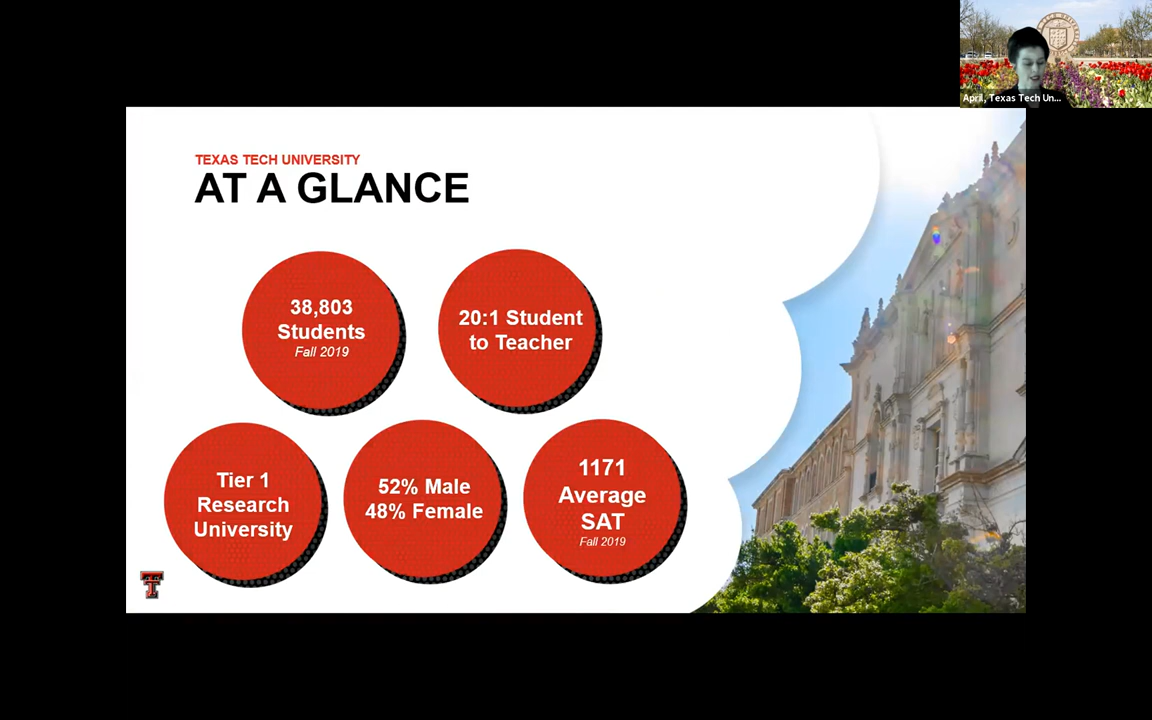 April, Texas Tech Un...
TEXAS TECH UNIVERSITY
AT A GLANCE
38,803
Students
Fall 2019
20:1 Student
to Teacher
Tier 1
Research
University
52% Male
48% Female
1171
Average
SAT
Fall 2019